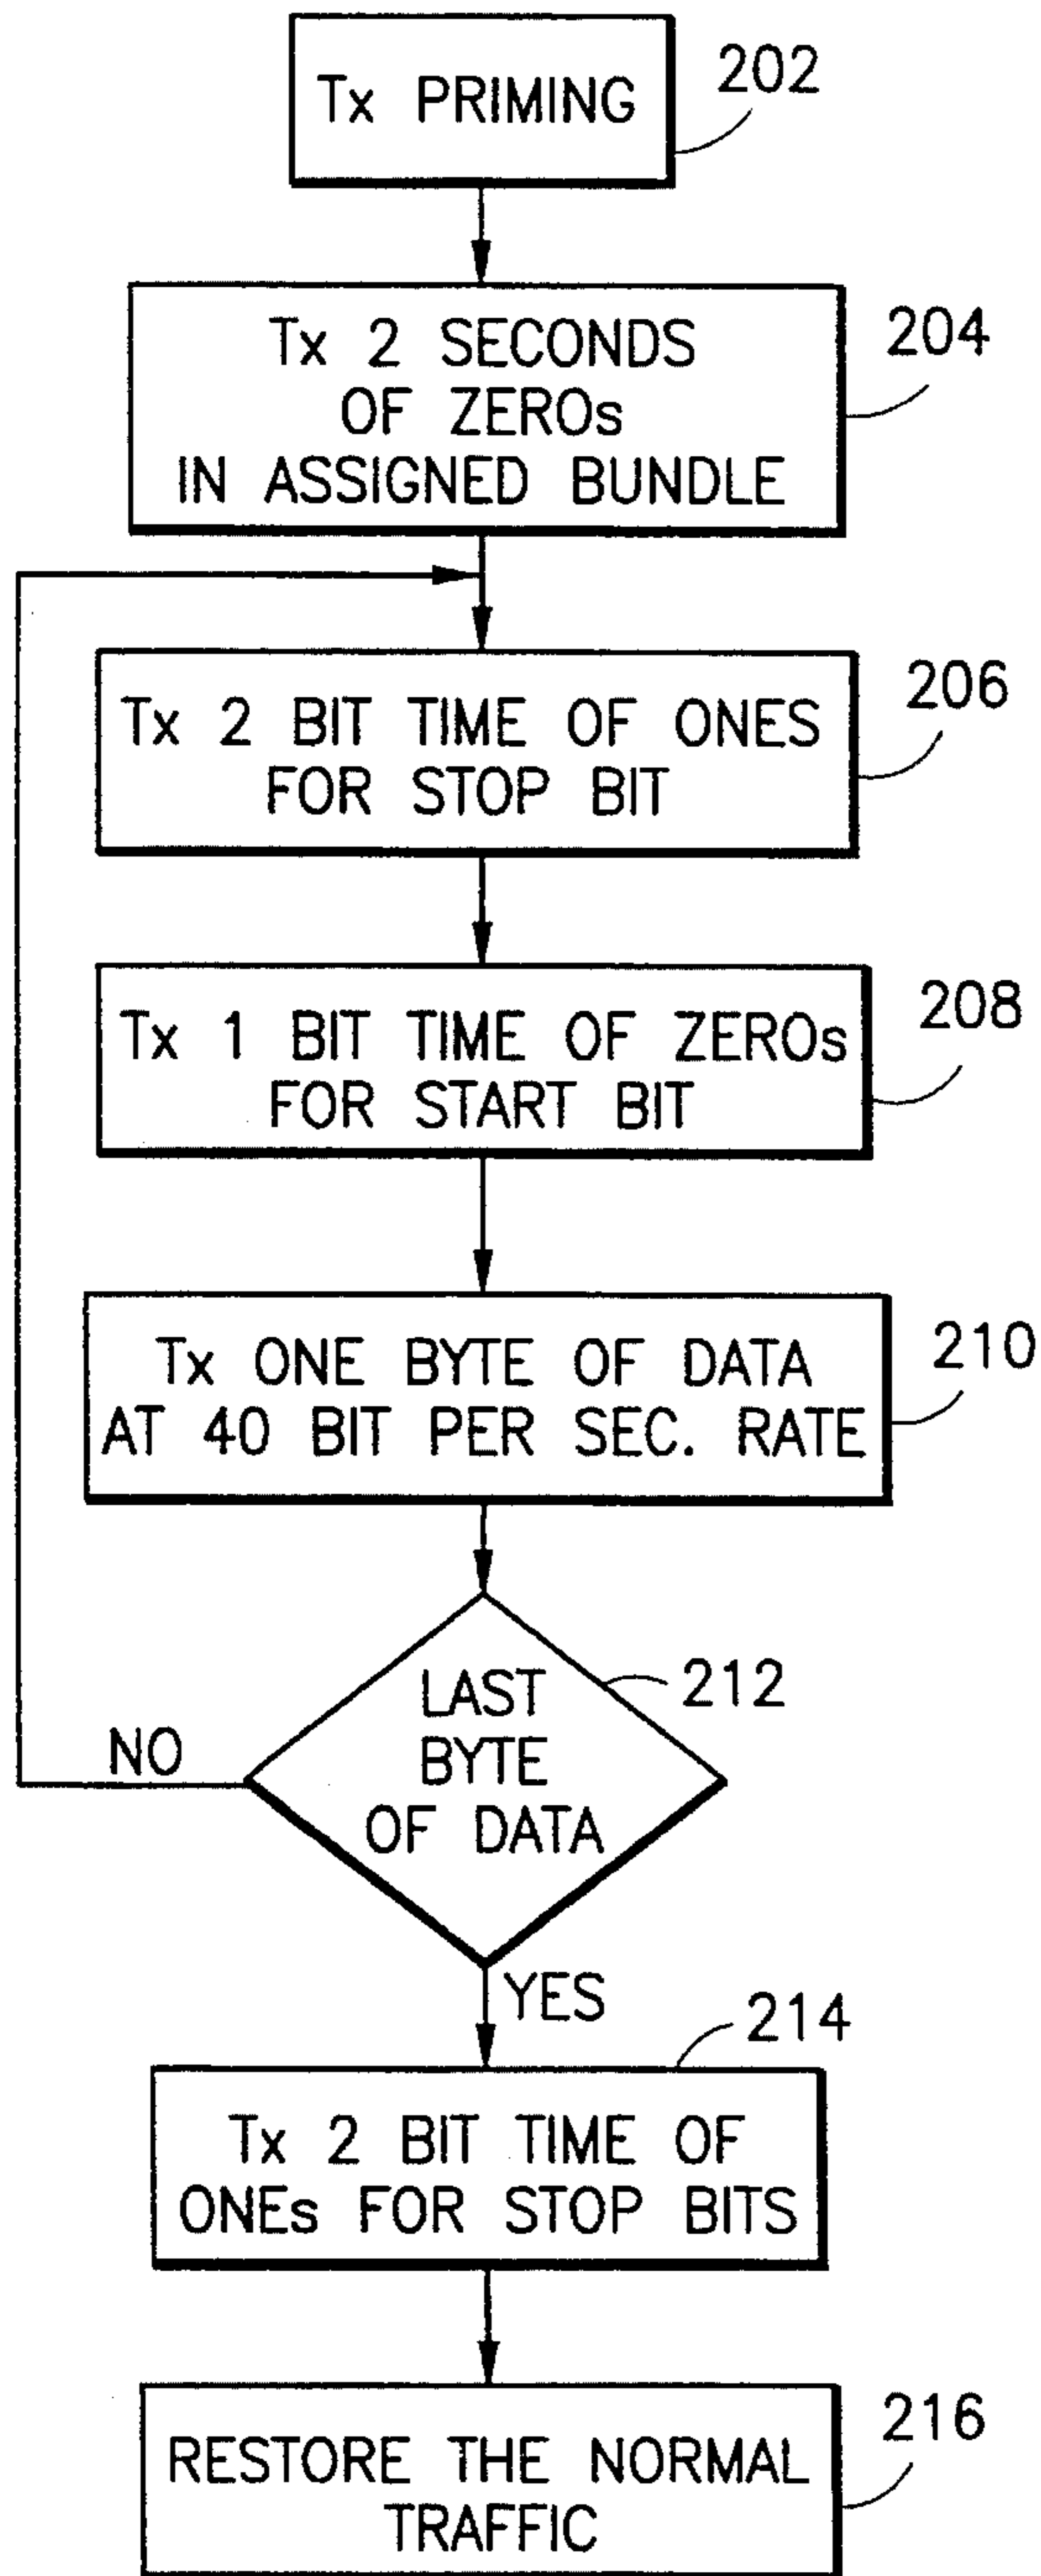 Tx PRIMING
202
Tx 2 SECONDS
OF ZEROs
IN ASSIGNED BUNDLE
204
Tx 2 BIT TIME OF ONES
FOR STOP BIT
206
Tx 1 BIT TIME OF ZEROs
FOR START BIT
208
Tx ONE BYTE OF DATA
AT 40 BIT PER SEC. RATE
210
LAST
BYTE
OF DATA
212
NO
YES
214
Tx 2 BIT TIME OF
ONEs FOR STOP BITS
RESTORE THE NORMAL
TRAFFIC
216